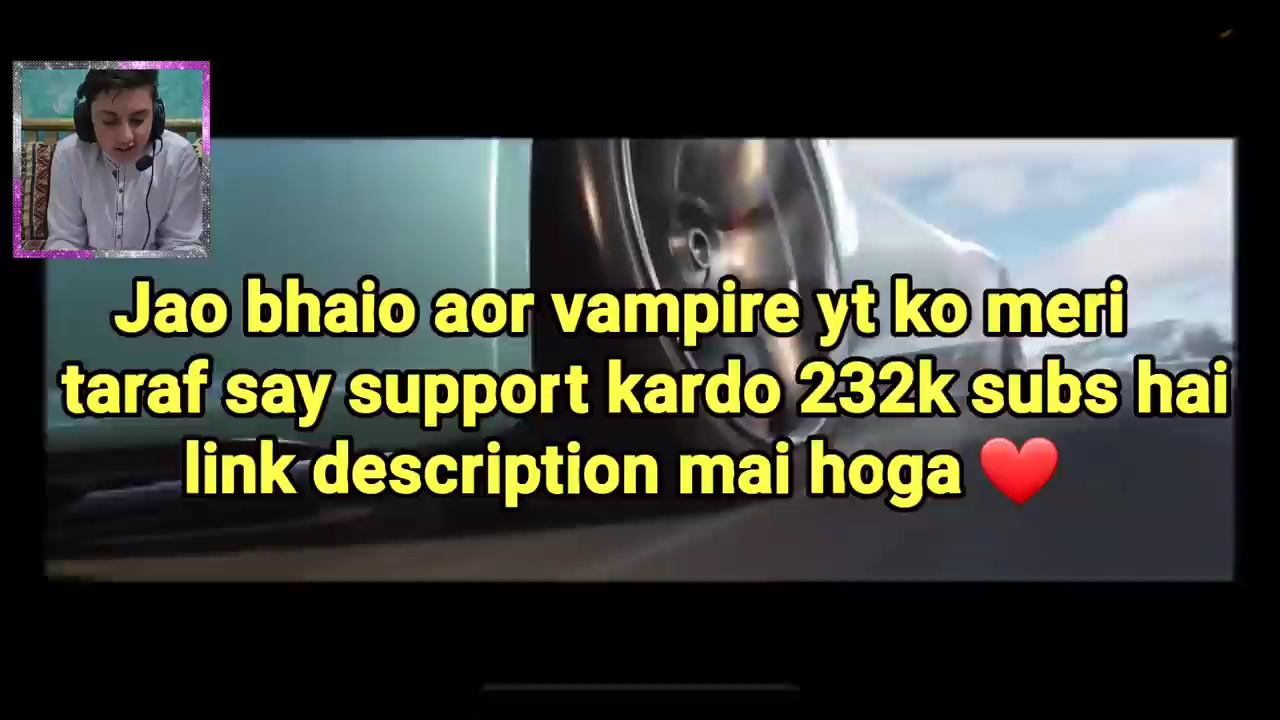 Jao bhaio aor vampire yt ko meri
taraf say support kardo 232k subs hai
link description mai hoga ❤️